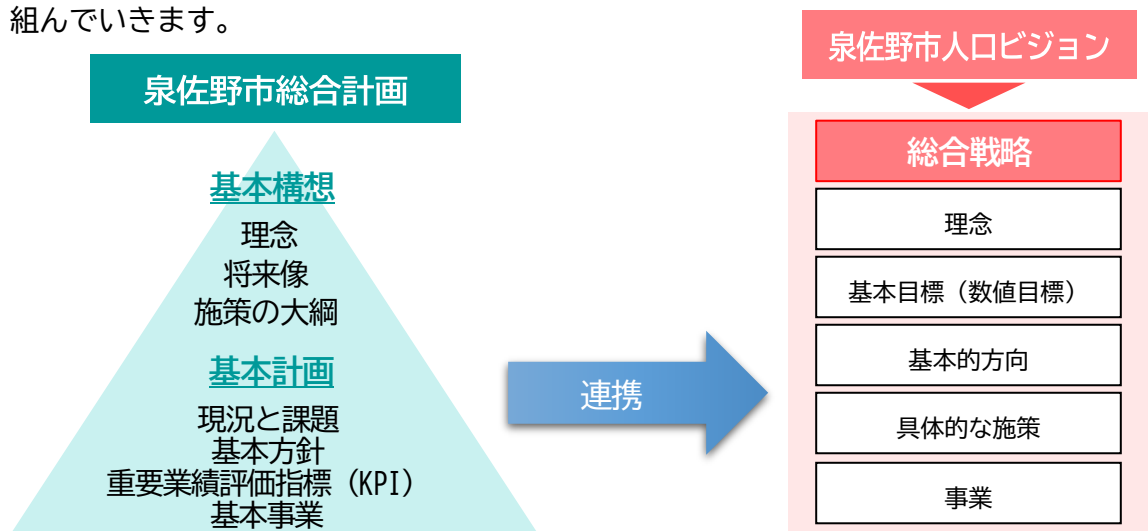 組んでいきます。
泉佐野市総合計画
基本構想
理念
将来像
施策の大綱
基本計画
現況と課題
基本方針
重要業績評価指標（KPI）
基本事業
連携
泉佐野市人口ビジョン
総合戦略
理念
基本目標（数値目標）
基本的方向
具体的な施策
事業